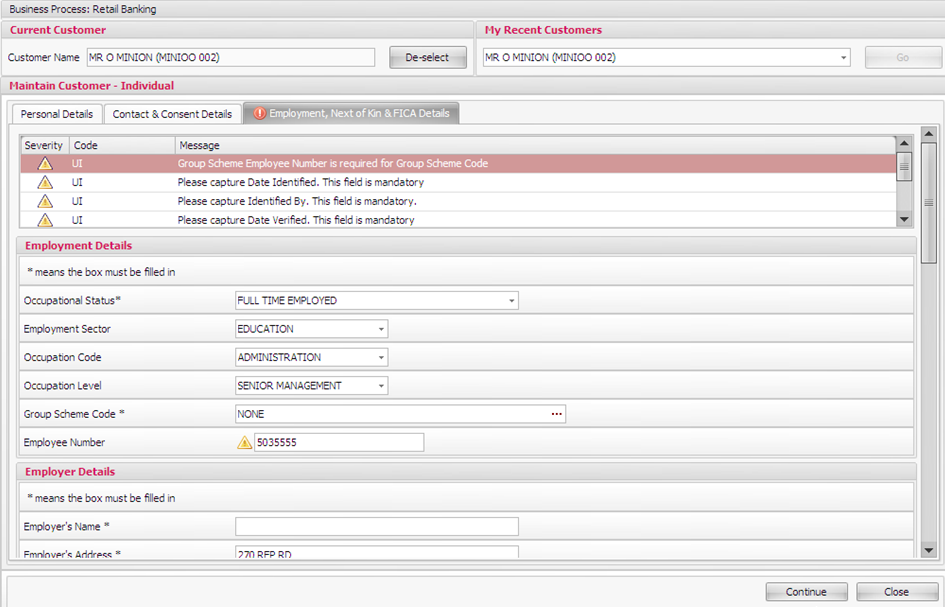 Business Process: Retail Banking
Current Customer
My Recent Customers
Customer Name MR O MINION (MINIOO 002) De-select
MR O MINION (MINIOO 002) Go
Maintain Customer - Individual
Personal Details Contact & Consent Details Employment, Next of Kin & FICA Details
Severity Code Message
UI Group Scheme Employee Number is required for Group Scheme Code
UI Please capture Date Identified. This field is mandatory
UI Please capture Identified By. This field is mandatory.
UI Please capture Date Verified. This field is mandatory
Employment Details
* means the box must be filled in
Occupational Status* FULL TIME EMPLOYED
Employment Sector EDUCATION
Occupation Code ADMINISTRATION
Occupation Level SENIOR MANAGEMENT
Group Scheme Code * NONE ...
Employee Number 5035555
Employer Details
* means the box must be filled in
Employer's Name *
Employer's Address * 270 REP RD
Continue Close